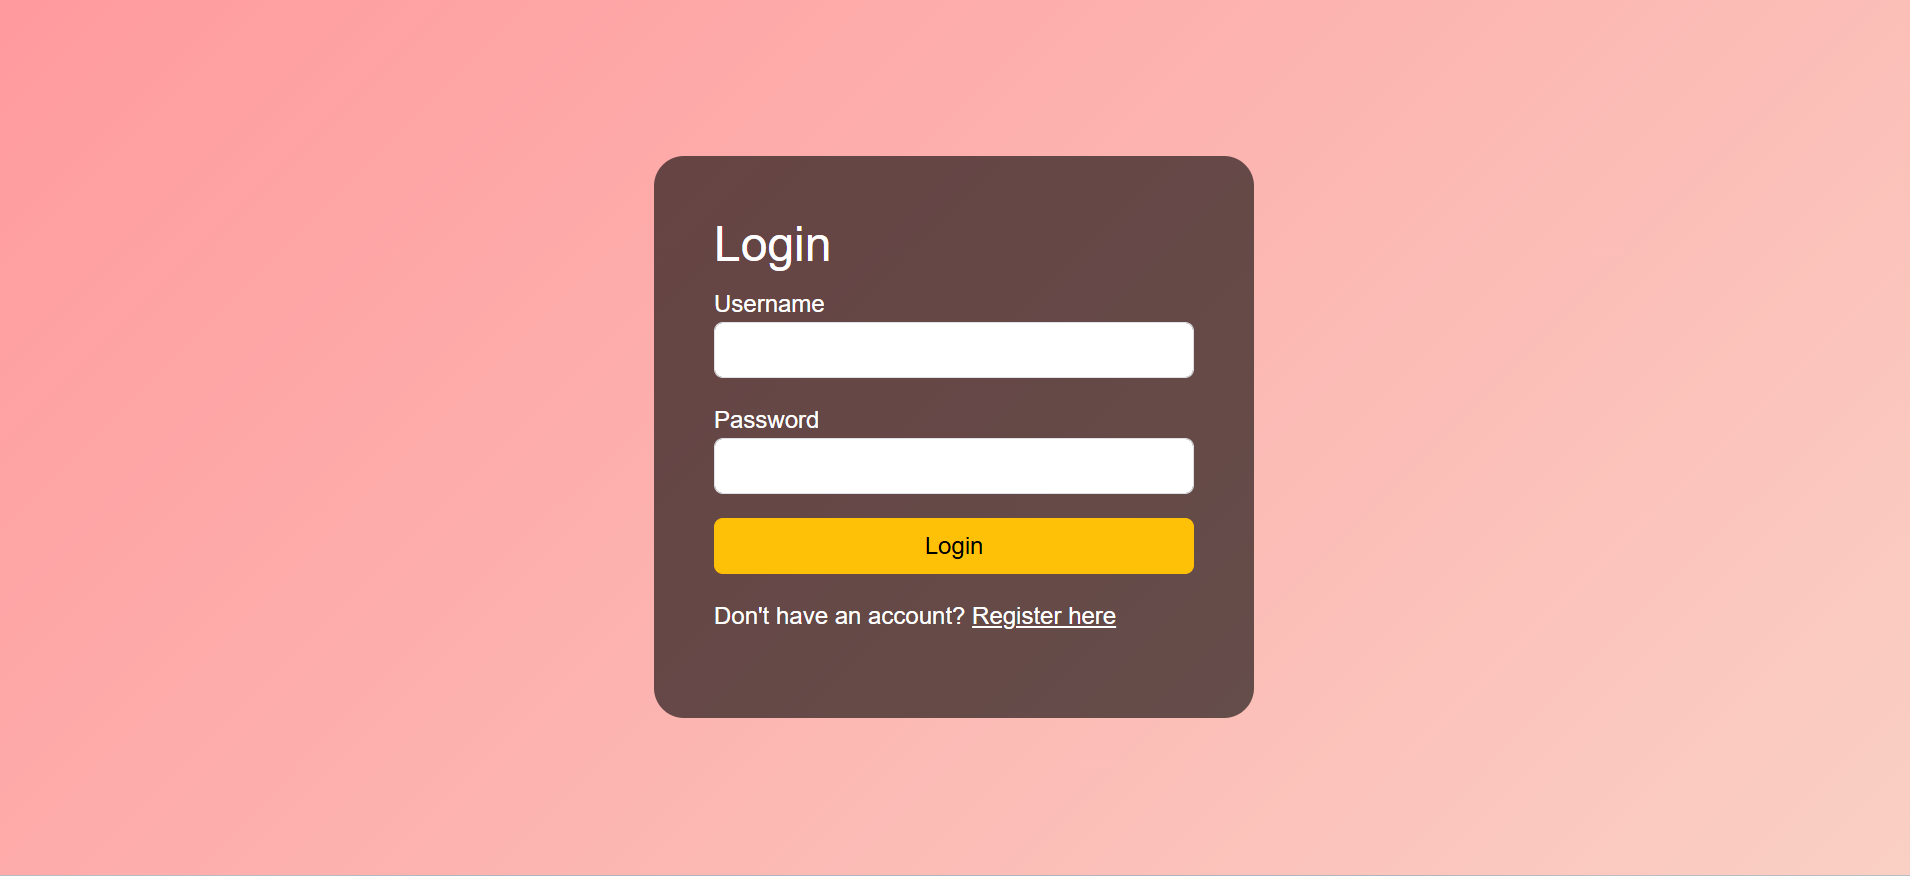 Login
Username
Password
Login
Don't have an account? Register here